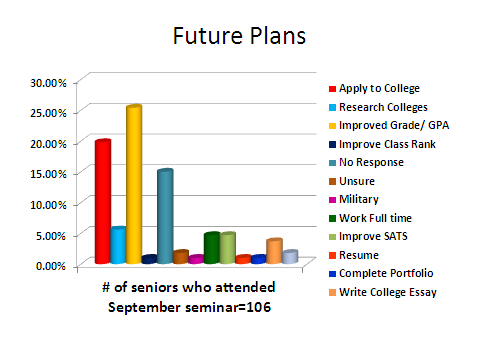 Future Plans
30.00%
25.00%
20.00%
15.00%
10.00%
5.00%
0.00%
# of seniors who attended
September seminar=106
Apply to College
Research Colleges
Improved Grade/ GPA
Improve Class Rank
No Response
Unsure
Military
Work Full time
Improve SATS
Resume
Complete Portfolio
Write College Essay